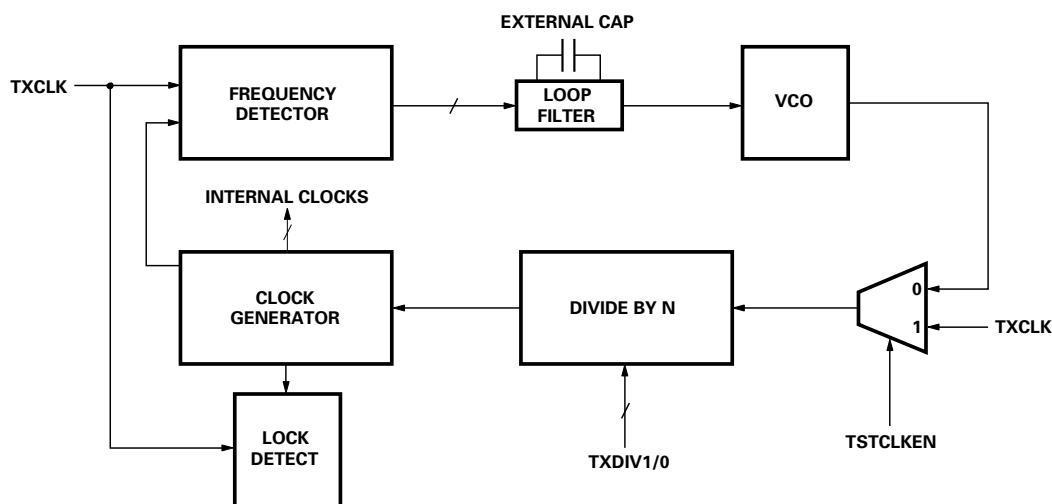 EXTERNAL CAP
TXCLK
FREQUENCY
DETECTOR
LOOP
FILTER
VCO
INTERNAL CLOCKS
CLOCK
GENERATOR
DIVIDE BY N
0
1
TXCLK
LOCK
DETECT
TXDIV1/0
TSTCLKEN